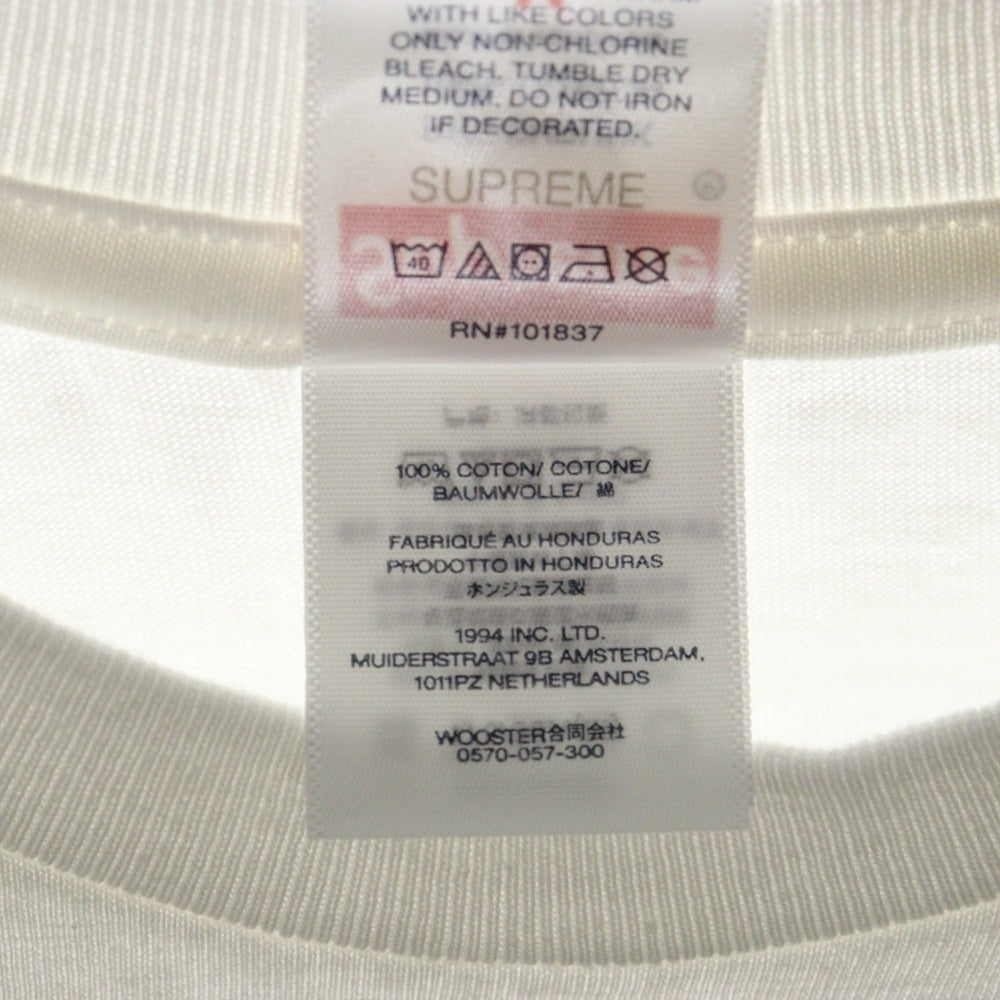 WITH LIKE COLORS
ONLY NON-CHLORINE
BLEACH. TUMBLE DRY
MEDIUM. DO NOT IRON
IF DECORATED.
SUPREME
40
RN#101837
100% COTON/ COTONE/
BAUMWOLLE/ 綿
FABRIQUÉ AU HONDURAS
PRODOTTO IN HONDURAS
ホンジュラス製
1994 INC. LTD.
MUIDERSTRAAT 9B AMSTERDAM,
1011PZ NETHERLANDS
WOOSTER合同会社
0570-057-300